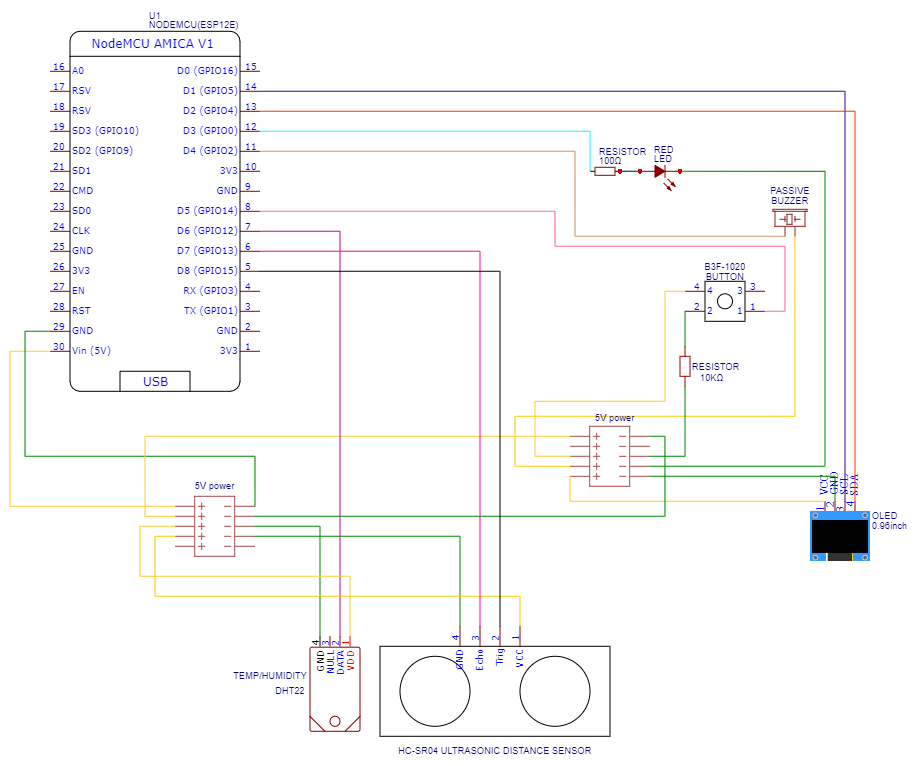 U1
NODEMCU(ESP12E)
NodeMCU AMICA V1
16 A0 D0 (GPIO16) 15
17 RSV D1 (GPIO5) 14
18 RSV D2 (GPIO4) 13
19 SD3 (GPIO10) D3 (GPIO0) 12
20 SD2 (GPIO9) D4 (GPIO2) 11
21 SD1 3V3 10
22 CMD GND 9
23 SD0 D5 (GPIO14) 8
24 CLK D6 (GPIO12) 7
25 GND D7 (GPIO13) 6
26 3V3 D8 (GPIO15) 5
27 EN RX (GPIO3) 4
28 RST TX (GPIO1) 3
29 GND GND 2
30 Vin (5V) 3V3 1
USB
RESISTOR
100Ω
RED
LED
PASSIVE
BUZZER
B3F-1020
BUTTON
4 4 3 3
2 2 1 1
RESISTOR
10KΩ
5V power
+ −
+ −
+ −
+ −
+ −
5V power
+ −
+ −
+ −
+ −
+ −
VCC GND SCL SDA
1 2 3 4
OLED
0.96inch
4 3 2 1
GND NULL DATA VDD
TEMP/HUMIDITY
DHT22
4 3 2 1
GND Echo Trig VCC
HC-SR04 ULTRASONIC DISTANCE SENSOR